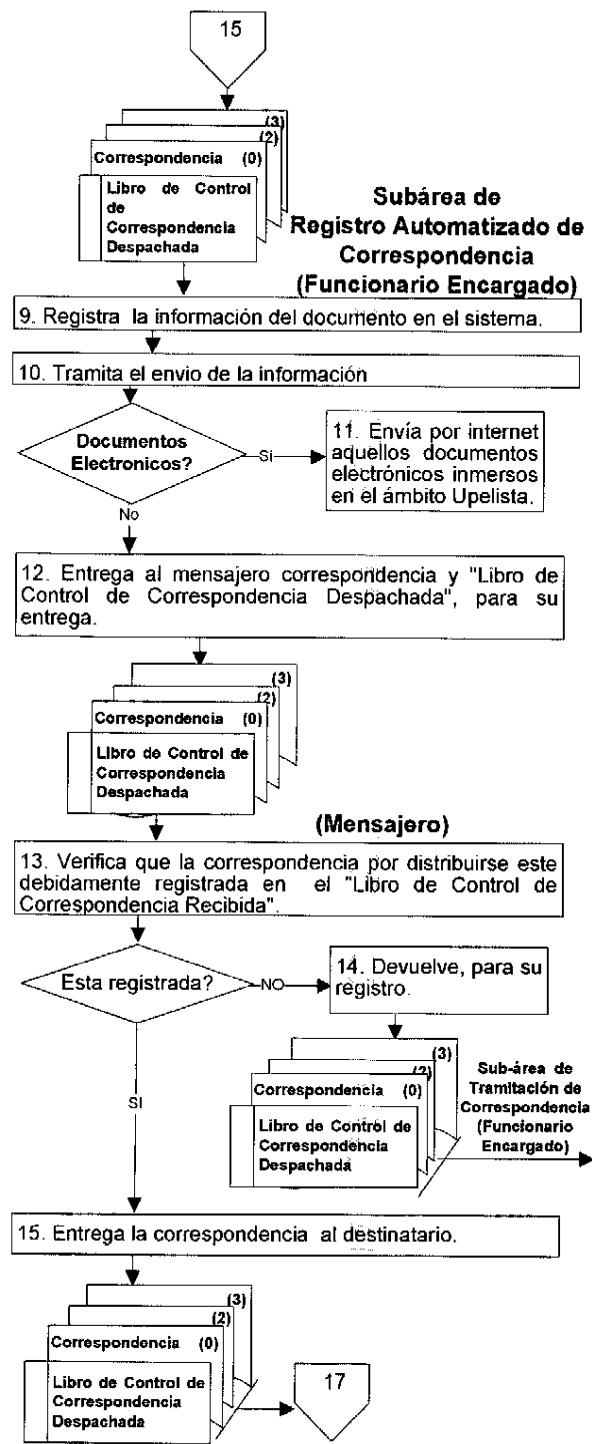 15
(3)
(2)
Correspondencia (0)
Libro de Control
de
Correspondencia
Despachada
Subárea de
Registro Automatizado de
Correspondencia
(Funcionario Encargado)
9. Registra la información del documento en el sistema.
10. Tramita el envio de la información
Documentos
Electronicos?
Si
11. Envía por internet
aquellos documentos
electrónicos inmersos
en el ámbito Upelista.
No
12. Entrega al mensajero correspondencia y "Libro de
Control de Correspondencia Despachada", para su
entrega.
(3)
(2)
Correspondencia (0)
Libro de Control de
Correspondencia
Despachada
(Mensajero)
13. Verifica que la correspondencia por distribuirse este
debidamente registrada en el "Libro de Control de
Correspondencia Recibida".
Esta registrada?
NO
14. Devuelve, para su
registro.
(3)
(2)
Correspondencia (0)
Libro de Control de
Correspondencia
Despachada
Sub-área de
Tramitación de
Correspondencia
(Funcionario
Encargado)
SI
15. Entrega la correspondencia al destinatario.
(3)
(2)
Correspondencia (0)
Libro de Control de
Correspondencia
Despachada
17